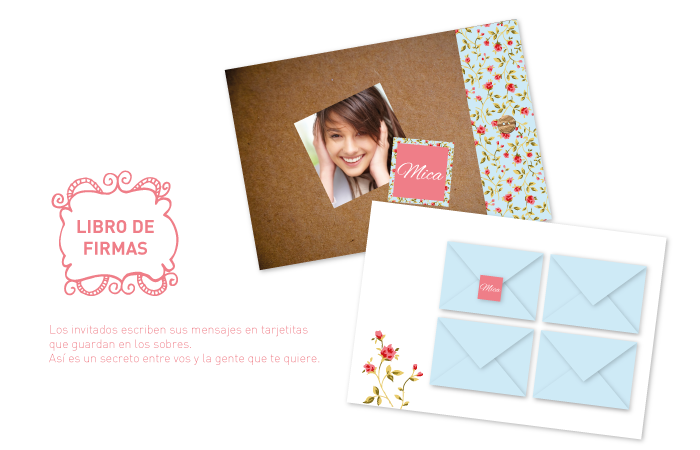 LIBRO DE
FIRMAS
Los invitados escriben sus mensajes en tarjetitas
que guardan en los sobres.
Así es un secreto entre vos y la gente que te quiere.
Mica
Mica